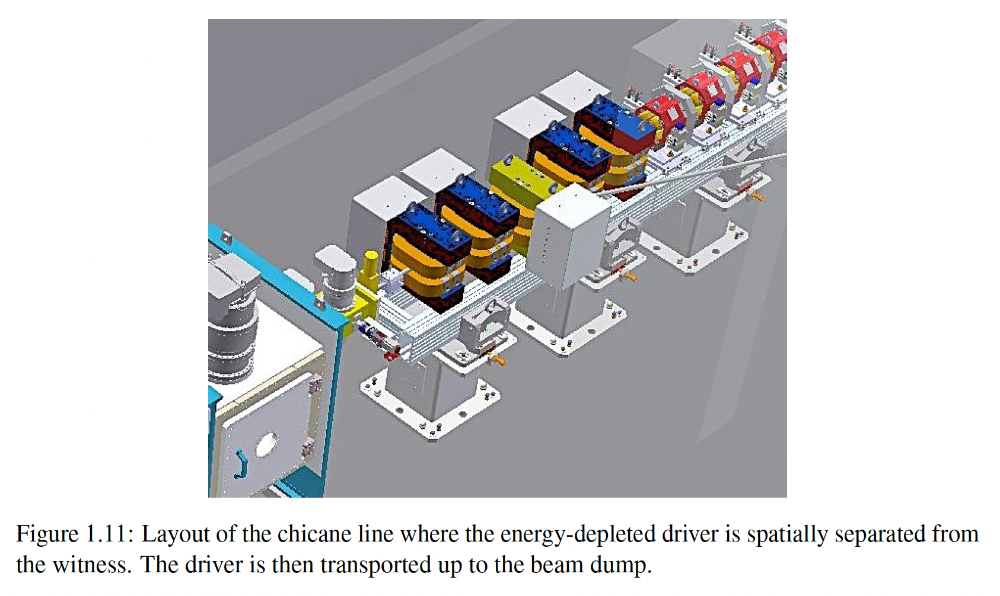 Figure 1.11: Layout of the chicane line where the energy-depleted driver is spatially separated from
the witness. The driver is then transported up to the beam dump.